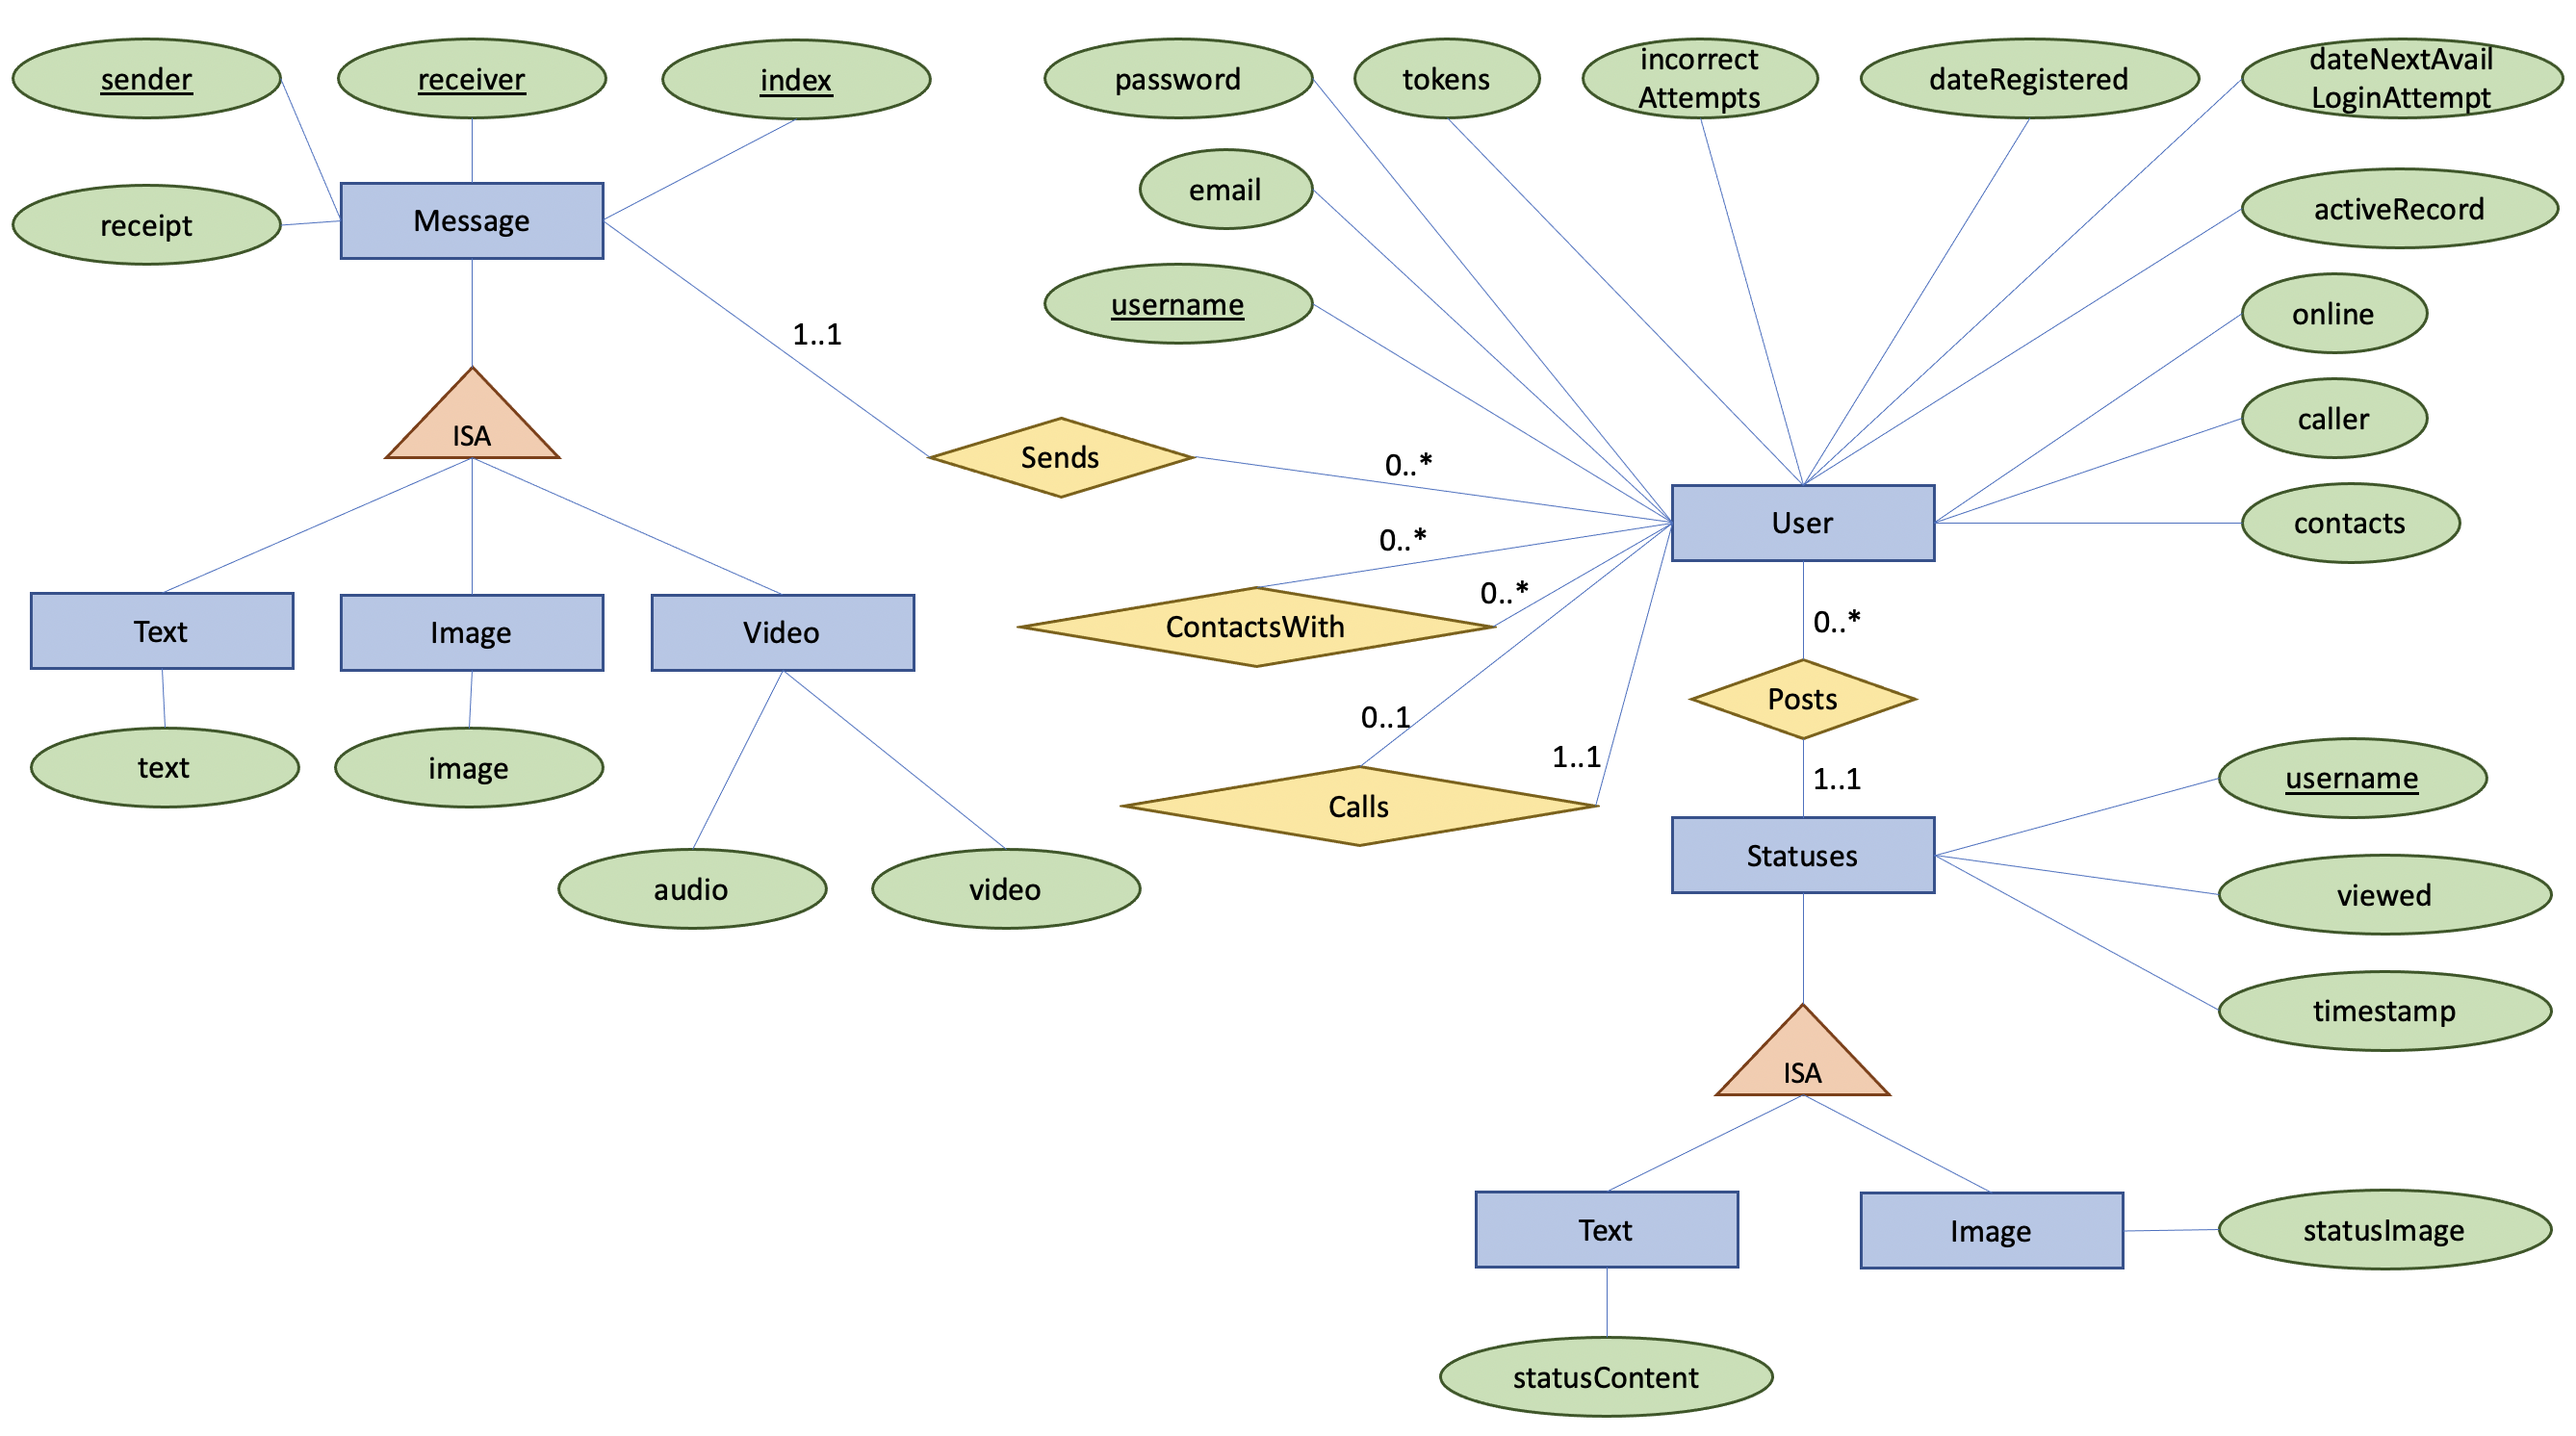 sender
receiver
index
password
tokens
incorrect
Attempts
dateRegistered
dateNextAvail
LoginAttempt
receipt
Message
email
activeRecord
username
online
1..1
caller
ISA
Sends
0..*
User
contacts
0..*
0..*
ContactsWith
0..*
Text
Image
Video
Posts
0..1
1..1
Calls
1..1
text
image
username
audio
video
Statuses
viewed
timestamp
ISA
Text
Image
statusImage
statusContent